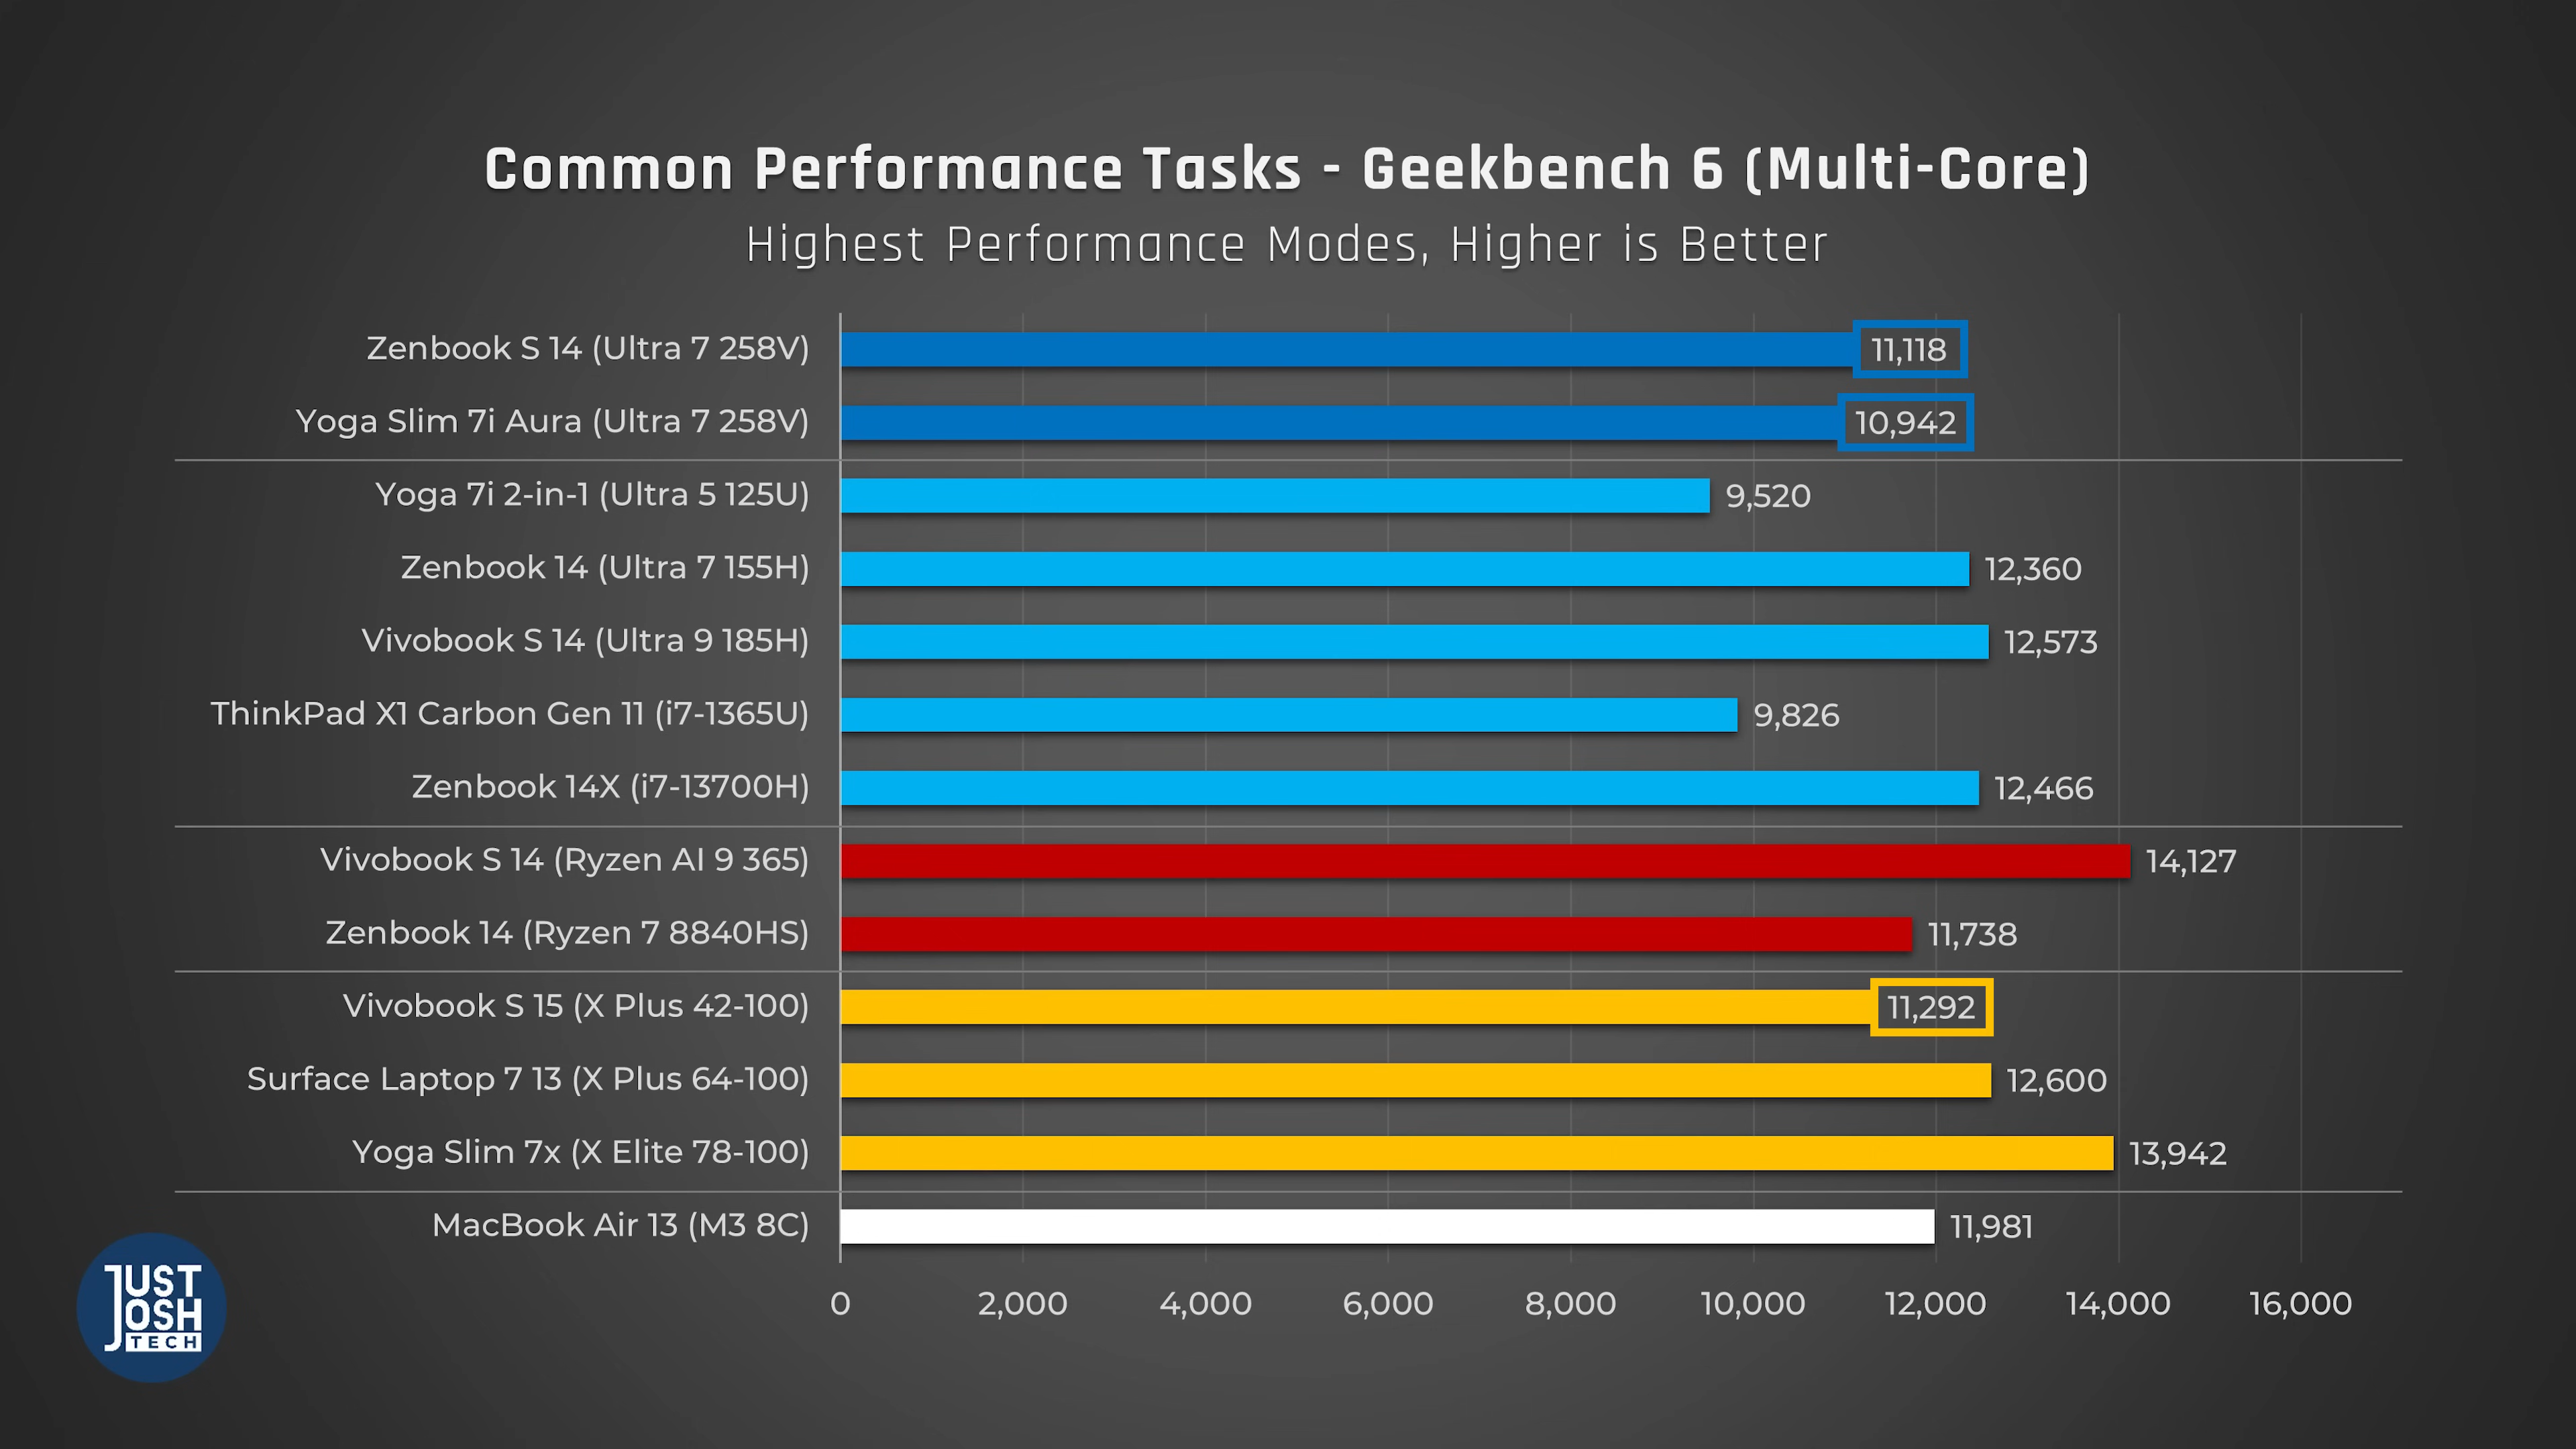 Common Performance Tasks - Geekbench 6 (Multi-Core)
Highest Performance Modes, Higher is Better
Zenbook S 14 (Ultra 7 258V) 11,118
Yoga Slim 7i Aura (Ultra 7 258V) 10,942
Yoga 7i 2-in-1 (Ultra 5 125U) 9,520
Zenbook 14 (Ultra 7 155H) 12,360
Vivobook S 14 (Ultra 9 185H) 12,573
ThinkPad X1 Carbon Gen 11 (i7-1365U) 9,826
Zenbook 14X (i7-13700H) 12,466
Vivobook S 14 (Ryzen AI 9 365) 14,127
Zenbook 14 (Ryzen 7 8840HS) 11,738
Vivobook S 15 (X Plus 42-100) 11,292
Surface Laptop 7 13 (X Plus 64-100) 12,600
Yoga Slim 7x (X Elite 78-100) 13,942
MacBook Air 13 (M3 8C) 11,981
0 2,000 4,000 6,000 8,000 10,000 12,000 14,000 16,000
JUST
JOSH
TECH